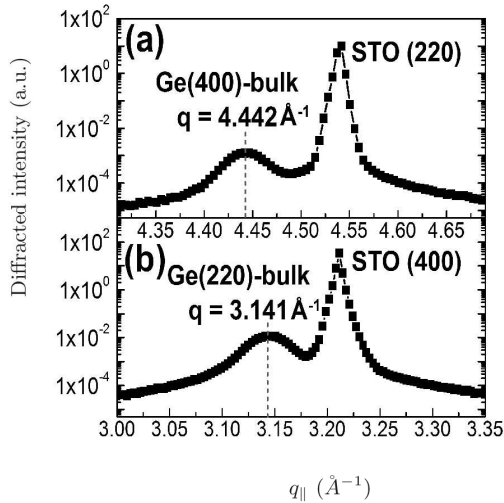 1x10²
(a)
STO (220)
1x10⁰
Ge(400)-bulk
q = 4.442Å⁻¹
1x10⁻²
1x10⁻⁴
4.35 4.40 4.45 4.50 4.55 4.60 4.65
Diffracted intensity (a.u.)
1x10²
(b)
STO (400)
Ge(220)-bulk
1x10⁰
q = 3.141Å⁻¹
1x10⁻²
1x10⁻⁴
3.00 3.05 3.10 3.15 3.20 3.25 3.30 3.35
q∥ (Å⁻¹)